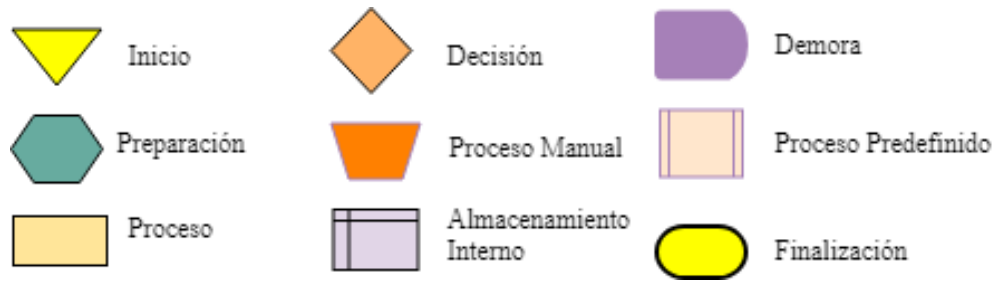 Inicio
Decisión
Demora
Preparación
Proceso Manual
Proceso Predefinido
Proceso
Almacenamiento
Interno
Finalización